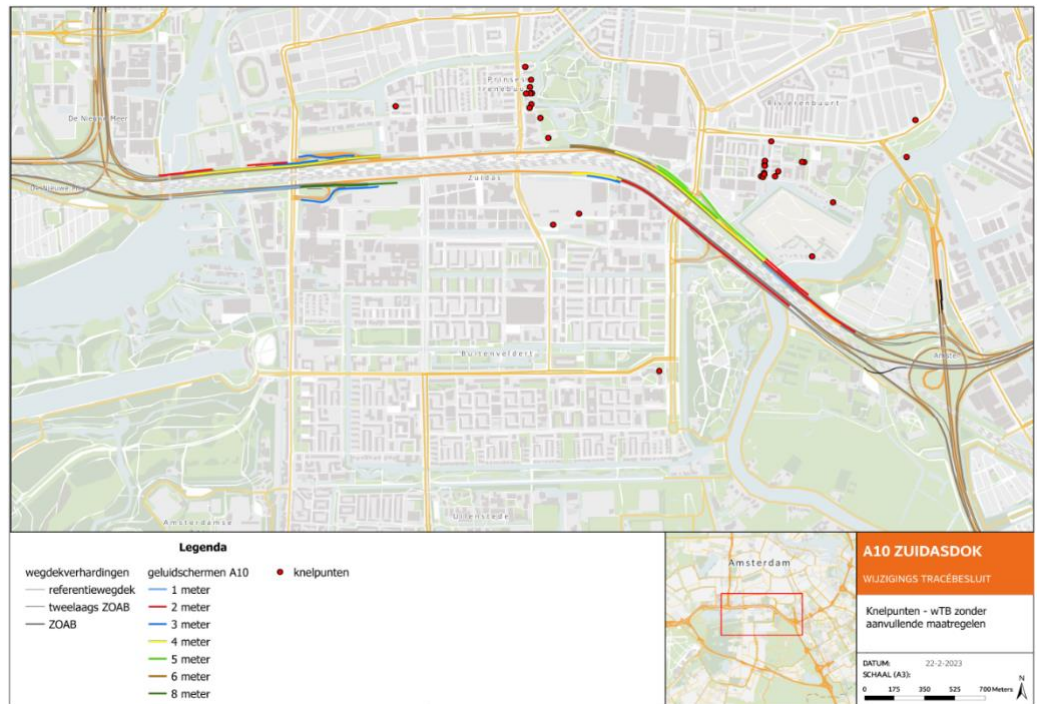 De Nieuwe Meer
Rivierenbuurt
Zuidas
Buitenveldert
Amsterdamse
Uilenstede
Legenda
wegdekverhardingen
referentiewegdek
tweelaags ZOAB
ZOAB
geluidschermen A10
1 meter
2 meter
3 meter
4 meter
5 meter
6 meter
8 meter
knelpunten
Amsterdam
A10 ZUIDASDOK
WIJZIGINGS TRACÉBESLUIT
Knelpunten - wTB zonder
aanvullende maatregelen
DATUM: 22-2-2023
SCHAAL (A3):
0 175 350 525 700 Meters
N